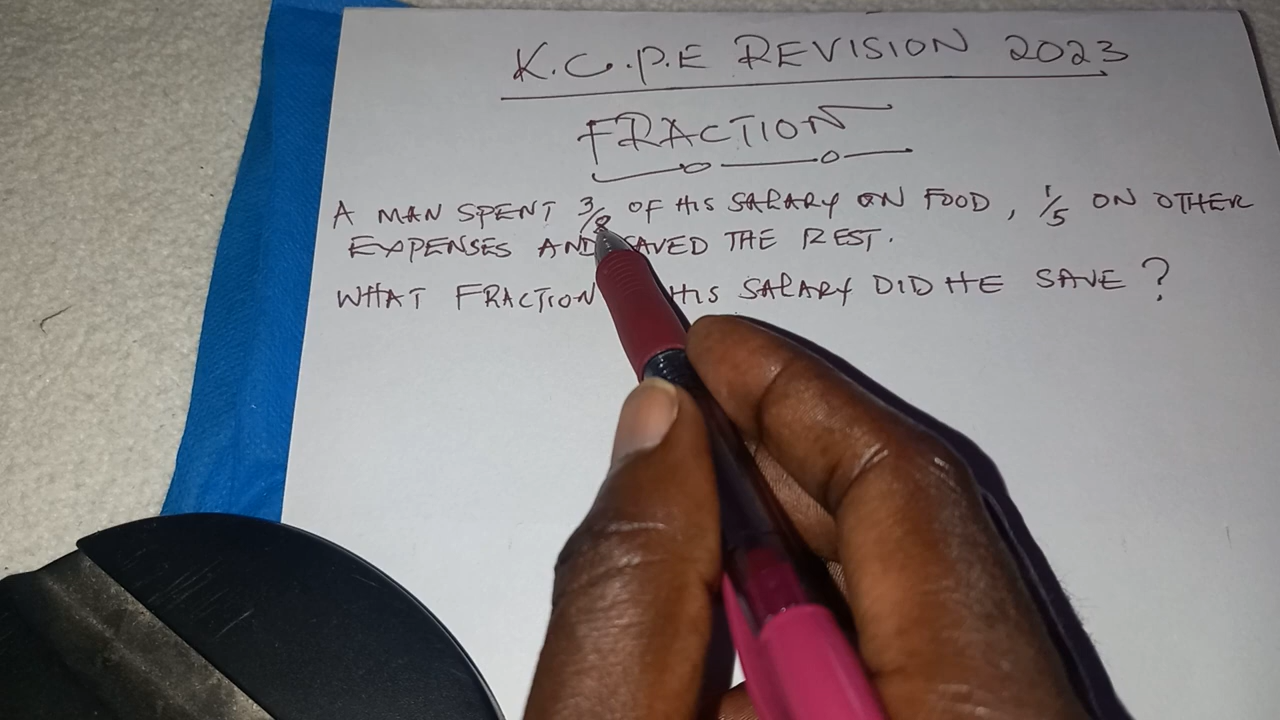 K.C.P.E REVISION 2023
FRACTION
A MAN SPENT 3/8 OF HIS SALARY ON FOOD, 1/5 ON OTHER
EXPENSES AND SAVED THE REST.
WHAT FRACTION HIS SALARY DID HE SAVE?